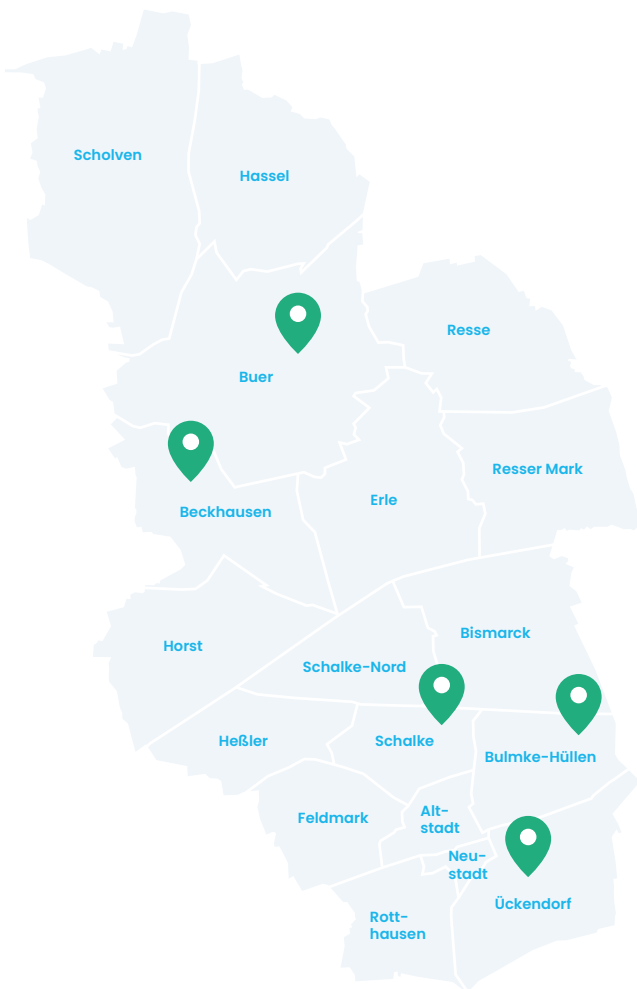 Scholven
Hassel
Resse
Buer
Resser Mark
Erle
Beckhausen
Bismarck
Horst
Schalke-Nord
Heßler
Schalke
Bulmke-Hüllen
Alt-
stadt
Feldmark
Neu-
stadt
Ückendorf
Rott-
hausen